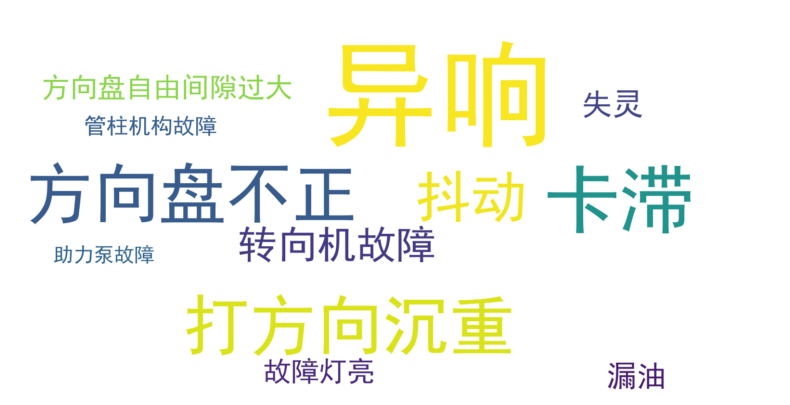 异响
方向盘自由间隙过大
失灵
管柱机构故障
方向盘不正
抖动
卡滞
转向机故障
助力泵故障
打方向沉重
故障灯亮
漏油